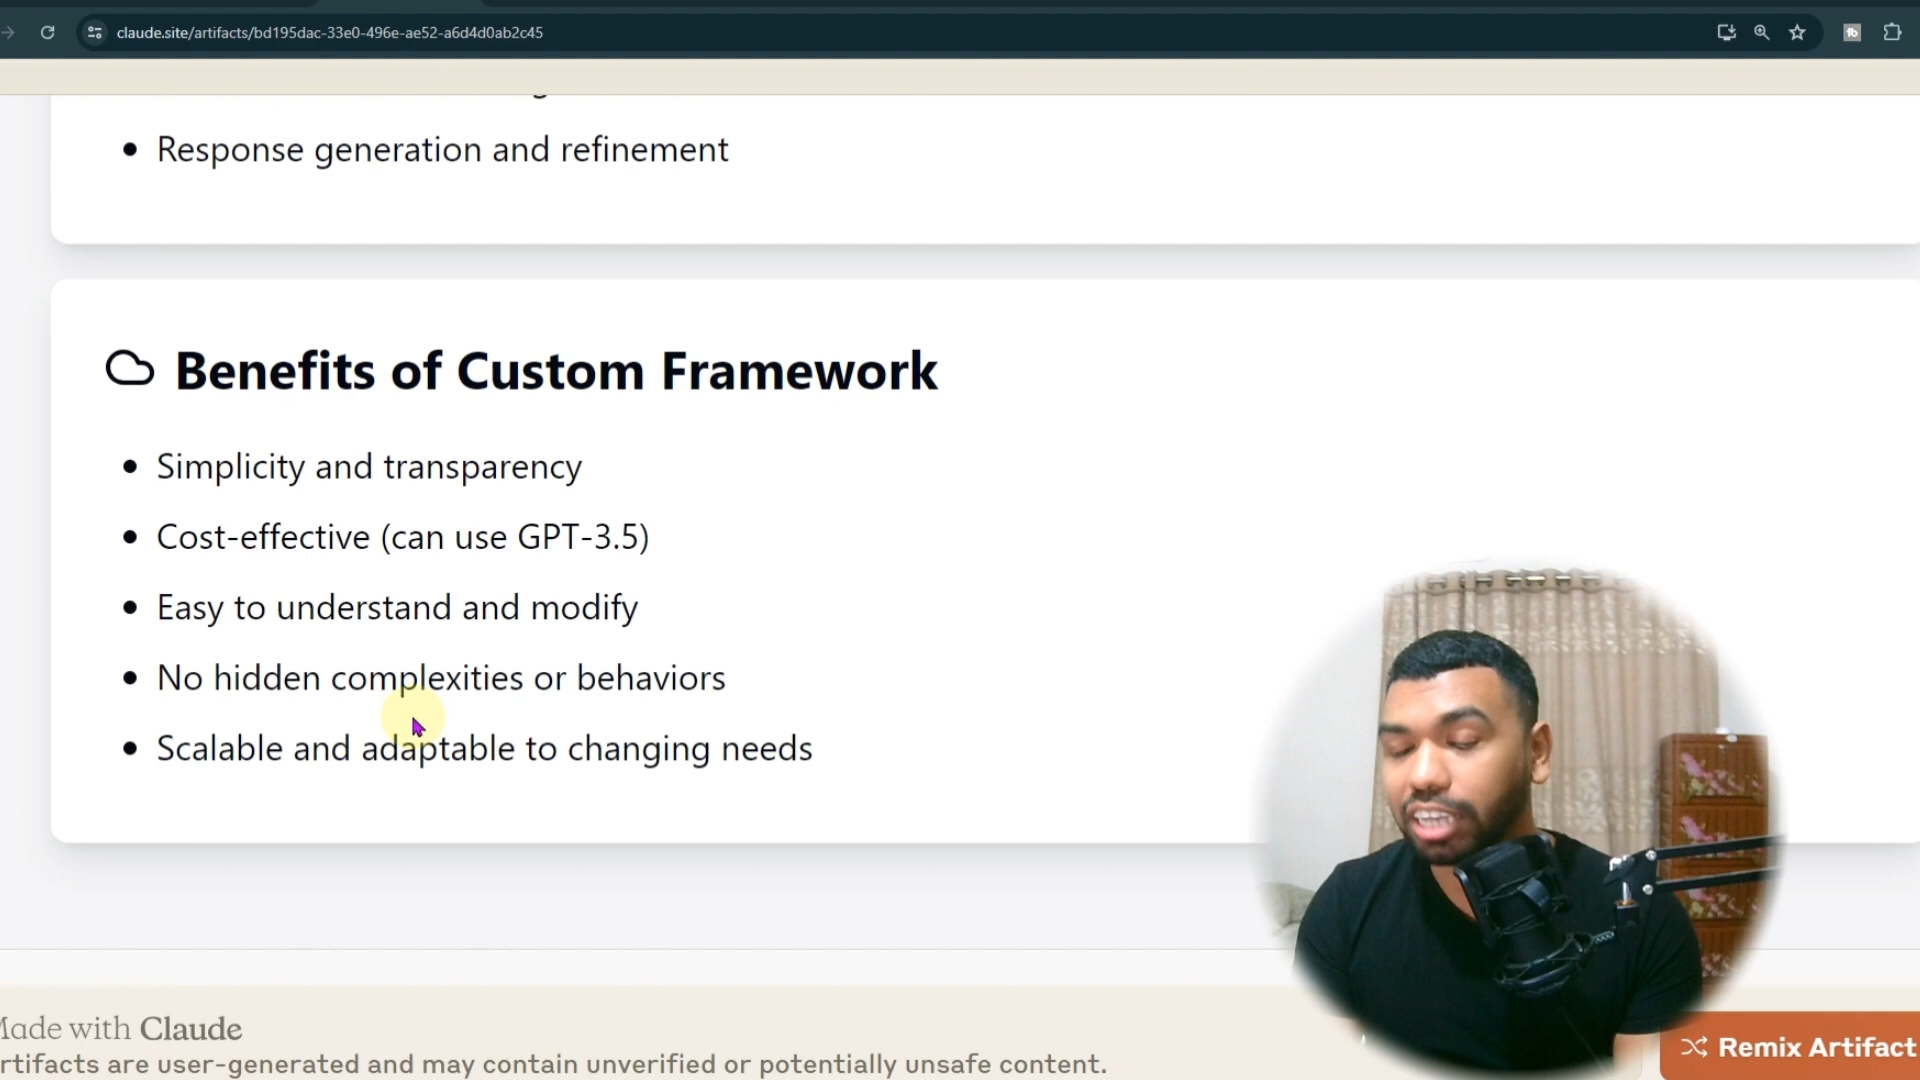 claude.site/artifacts/bd195dac-33e0-496e-ae52-a6d4d0ab2c45
Response generation and refinement
Benefits of Custom Framework
Simplicity and transparency
Cost-effective (can use GPT-3.5)
Easy to understand and modify
No hidden complexities or behaviors
Scalable and adaptable to changing needs
Made with Claude
rtifacts are user-generated and may contain unverified or potentially unsafe content.
Remix Artifact